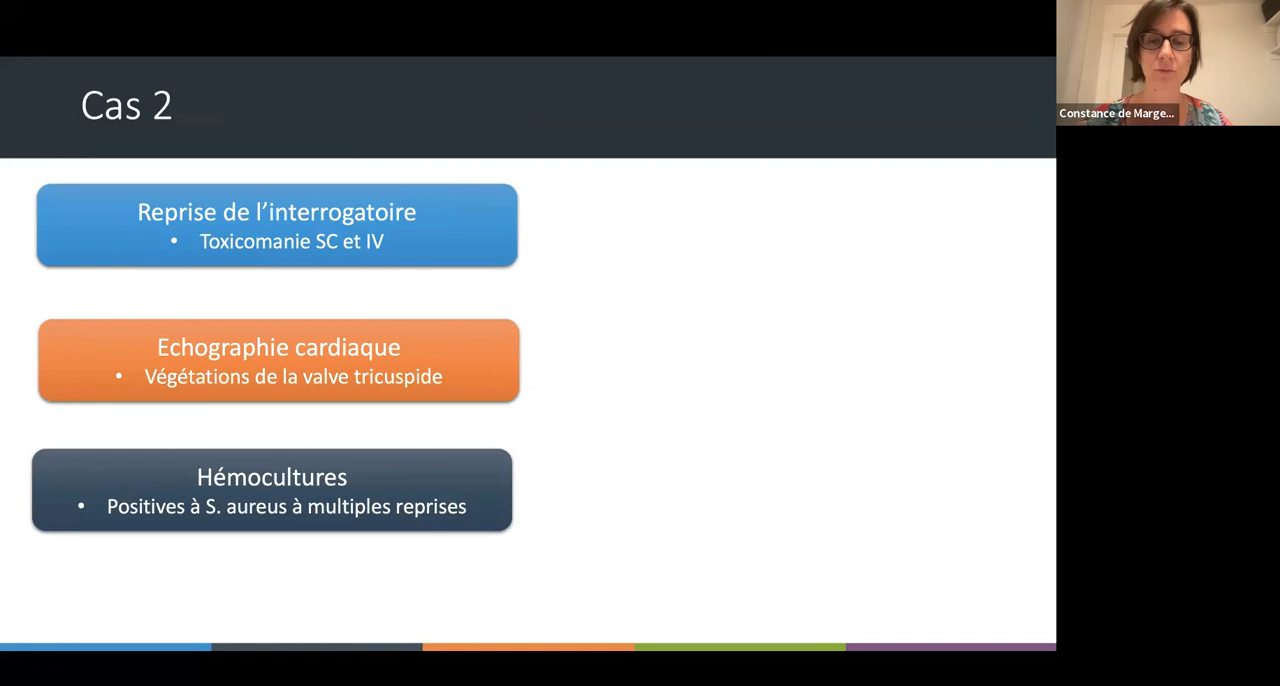 Cas 2
Constance de Marge...
Reprise de l’interrogatoire
• Toxicomanie SC et IV
Echographie cardiaque
• Végétations de la valve tricuspide
Hémocultures
• Positives à S. aureus à multiples reprises